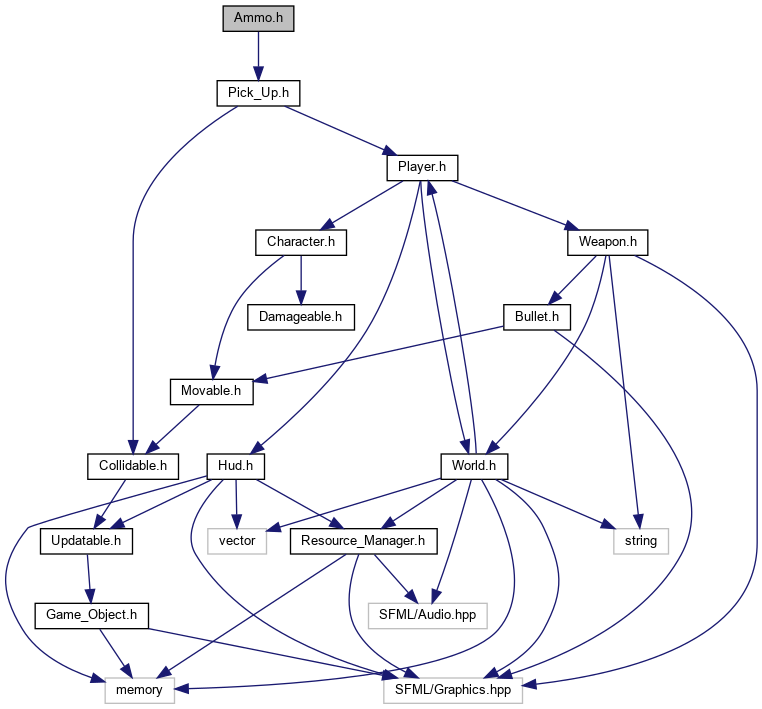 Ammo.h
Pick_Up.h
Player.h
Character.h
Weapon.h
Damageable.h
Bullet.h
Movable.h
Collidable.h
Hud.h
World.h
Updatable.h
vector
Resource_Manager.h
string
Game_Object.h
SFML/Audio.hpp
memory
SFML/Graphics.hpp